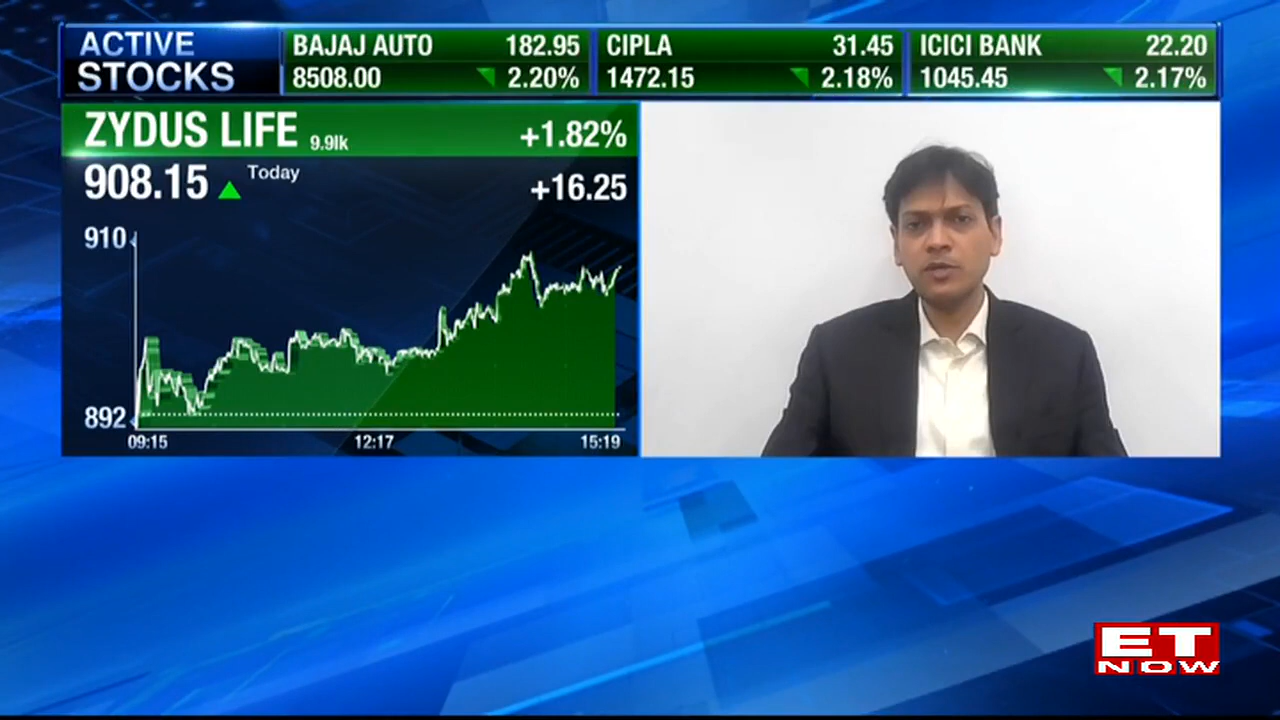 ACTIVE
STOCKS
BAJAJ AUTO 182.95
8508.00 2.20%
CIPLA 31.45
1472.15 2.18%
ICICI BANK 22.20
1045.45 2.17%
ZYDUS LIFE 9.9lk +1.82%
908.15 Today +16.25
910
892
09:15 12:17 15:19
ET
NOW